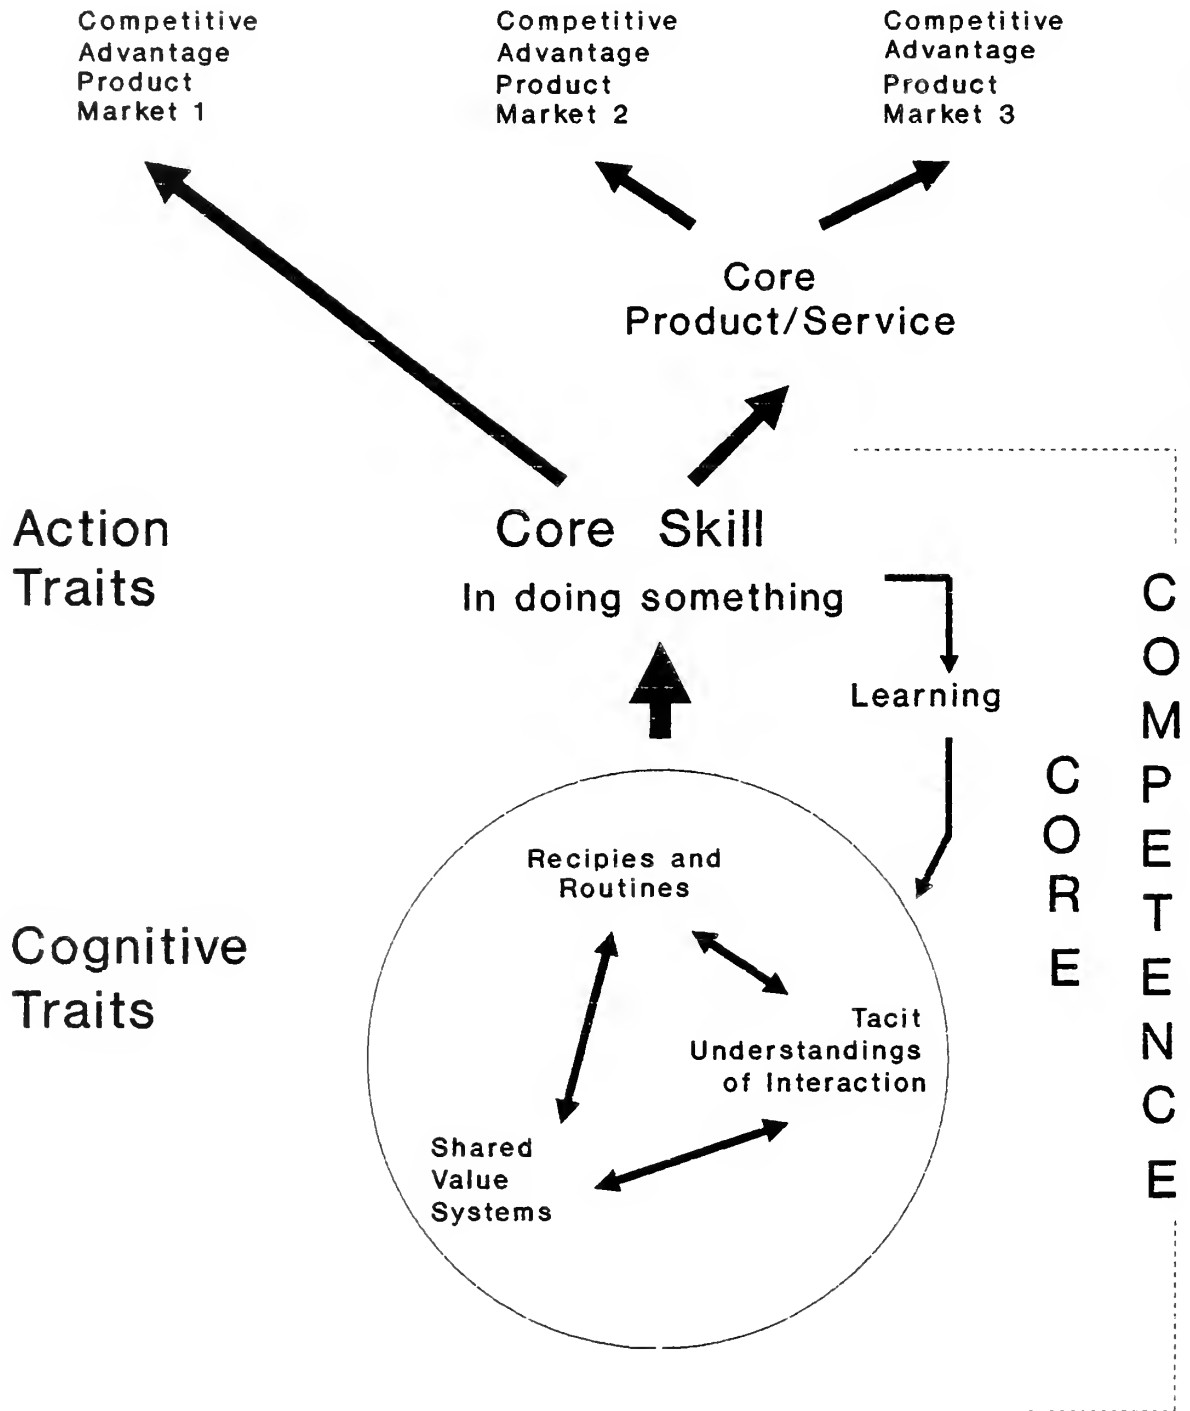 Competitive
Advantage
Product
Market 1
Competitive
Advantage
Product
Market 2
Competitive
Advantage
Product
Market 3
Core
Product/Service
Action
Traits
Core Skill
In doing something
Learning
CORE
COMPETENCE
Cognitive
Traits
Recipies and
Routines
Tacit
Understandings
of Interaction
Shared
Value
Systems